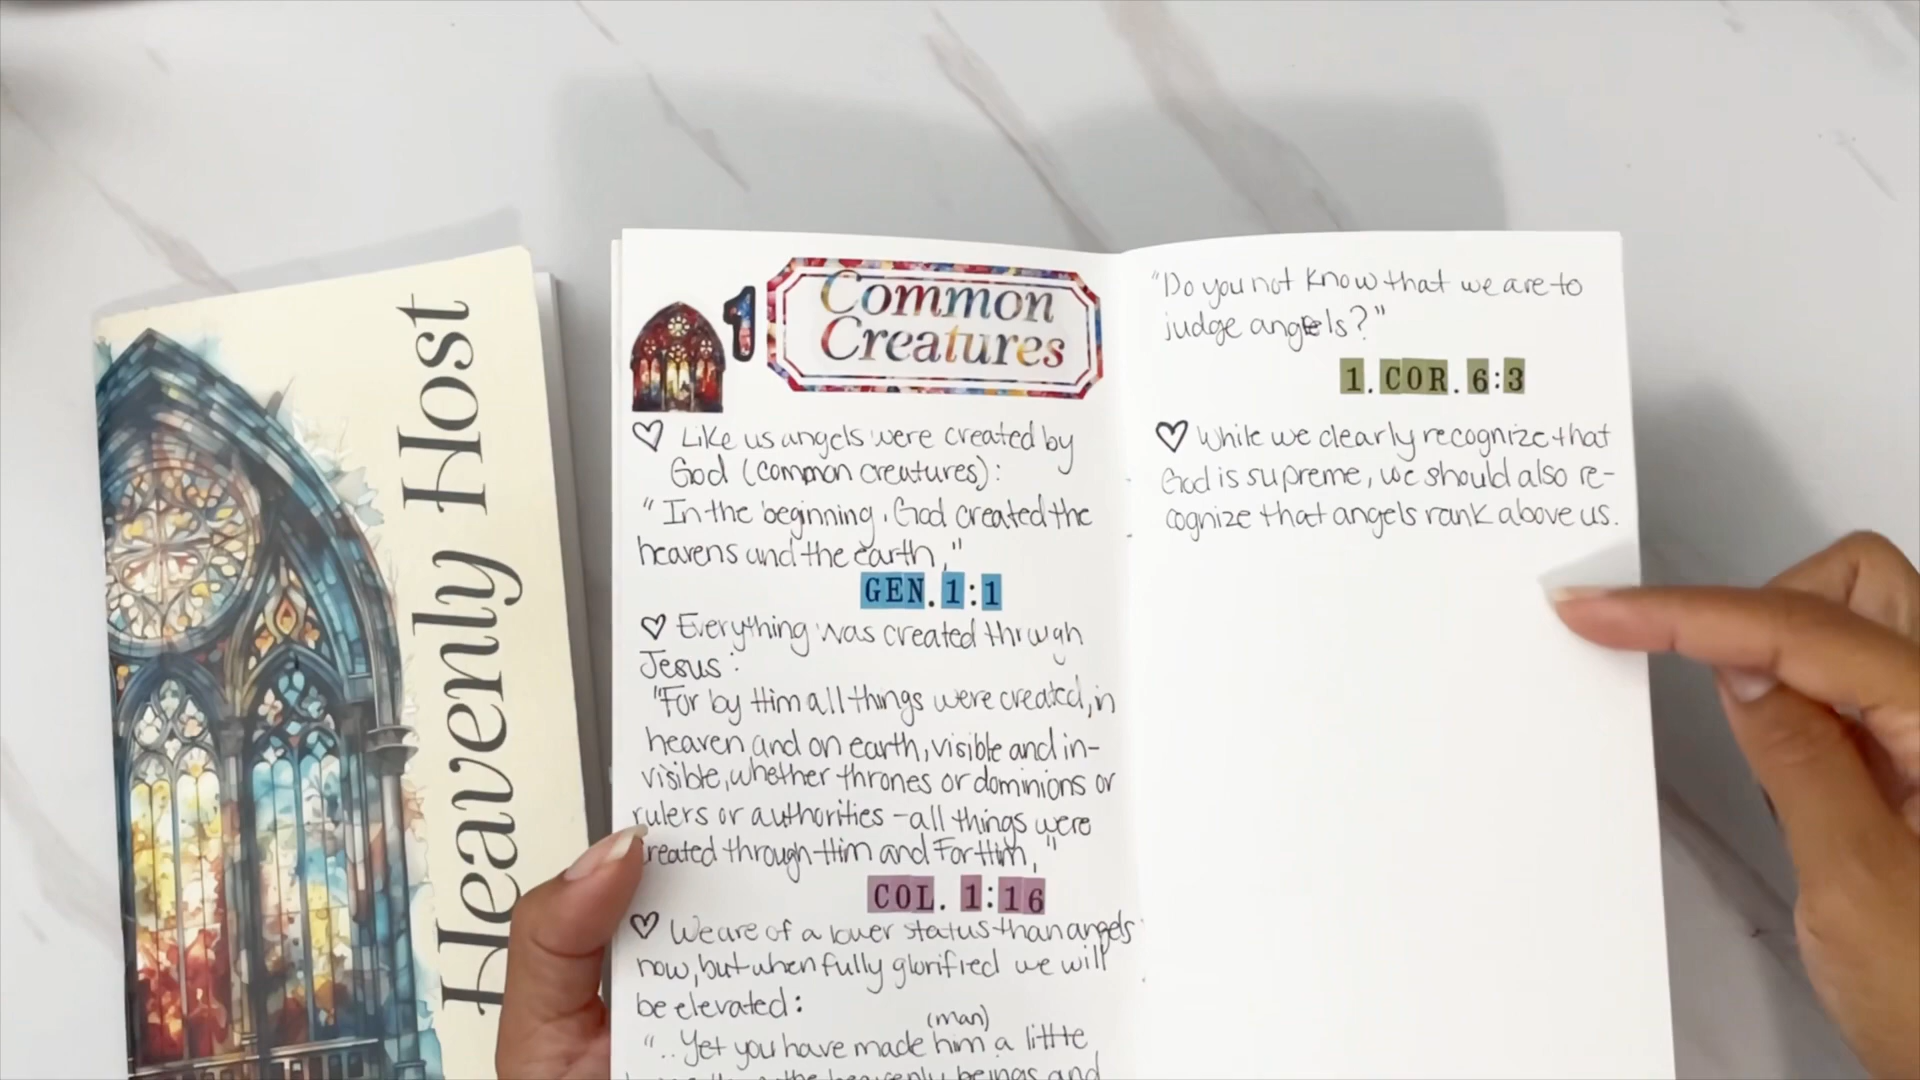 Heavenly Host
1
Common
Creatures
Like us angels were created by
God (common creatures):
"In the beginning, God created the
heavens and the earth,"
GEN. 1:1
Everything was created through
Jesus:
"For by Him all things were created, in
heaven and on earth, visible and in-
visible, whether thrones or dominions or
rulers or authorities - all things were
created through Him and For Him,"
COL. 1:16
We are of a lower status than angels
now, but when fully glorified we will
be elevated:
(man)
"..Yet you have made him a little
the heavenly beings and
"Do you not know that we are to
judge angels?"
1. COR. 6:3
While we clearly recognize that
God is supreme, we should also re-
cognize that angels rank above us.